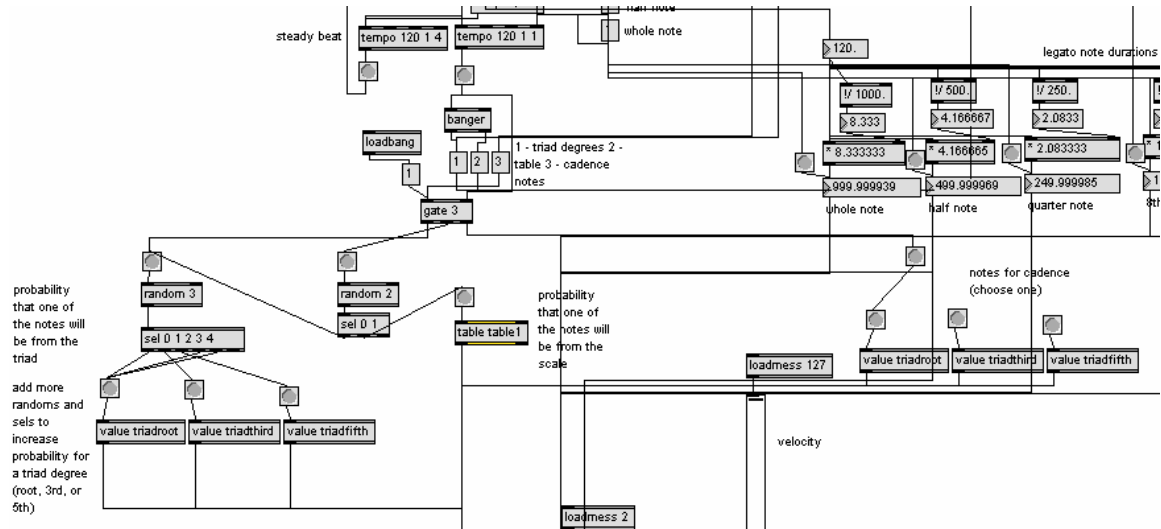 half note
whole note
steady beat
tempo 120 1 4
tempo 120 1 1
120.
legato note durations
!/ 1000.
!/ 500.
!/ 250.
8.333
4.166667
2.0833
banger
loadbang
1
1
2
3
1 - triad degrees 2 -
table 3 - cadence
notes
* 8.333333
* 4.166665
* 2.083333
* 1
999.999939
499.999969
249.999985
1
whole note
half note
quarter note
8th
gate 3
random 3
random 2
sel 0 1
sel 0 1 2 3 4
table table1
probability
that one of
the notes will
be from the
triad
probability
that one of
the notes will
be from the
scale
notes for cadence
(choose one)
add more
randoms and
sels to
increase
probability for
a triad degree
(root, 3rd, or
5th)
value triadroot
value triadthird
value triadfifth
loadmess 127
value triadroot
value triadthird
value triadfifth
velocity
loadmess 2